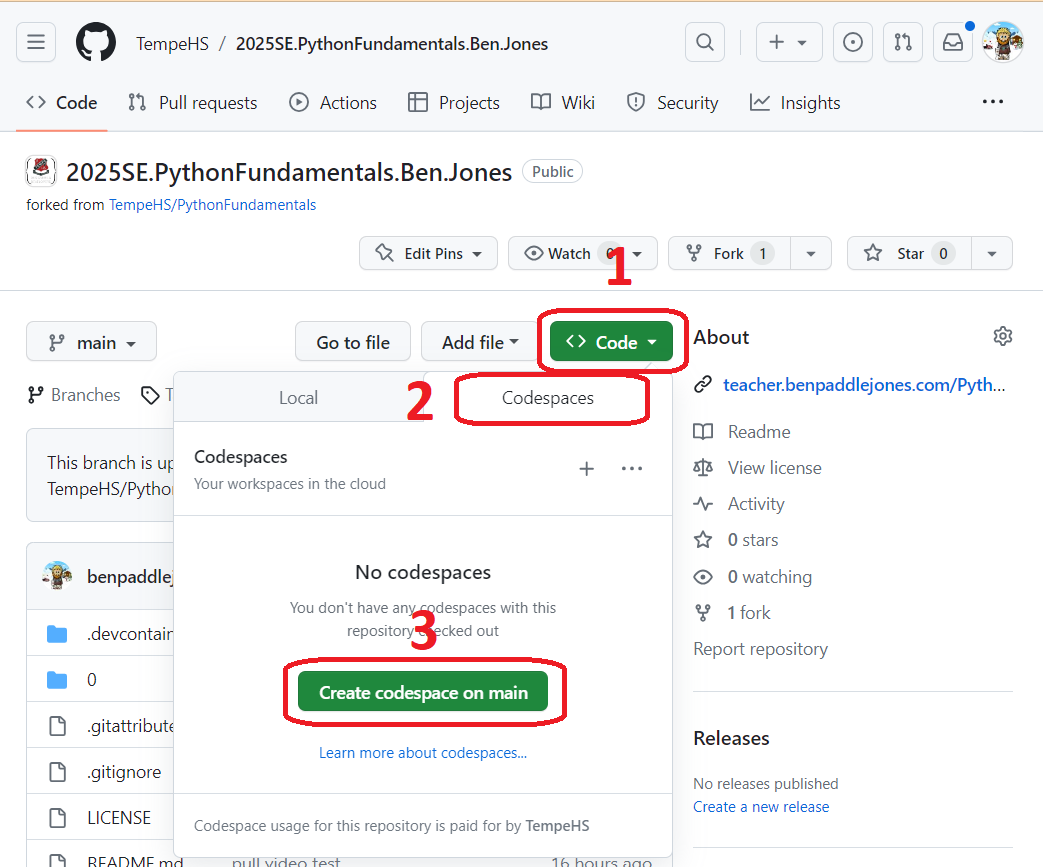 TempeHS / 2025SE.PythonFundamentals.Ben.Jones
Code Pull requests Actions Projects Wiki Security Insights
2025SE.PythonFundamentals.Ben.Jones Public
forked from TempeHS/PythonFundamentals
Edit Pins Watch 0 Fork 1 Star 0
1
main Go to file Add file Code
About
Branches T
2
Local Codespaces
teacher.benpaddlejones.com/Pyth...
Readme
This branch is up
TempeHS/Pytho
Codespaces
Your workspaces in the cloud
View license
Activity
0 stars
0 watching
1 fork
Report repository
benpaddlej
No codespaces
You don't have any codespaces with this
repository checked out
3
Create codespace on main
Learn more about codespaces...
.devcontain
0
.gitattribute
.gitignore
LICENSE
README.md pull video test 16 hours ago
Codespace usage for this repository is paid for by TempeHS
Releases
No releases published
Create a new release